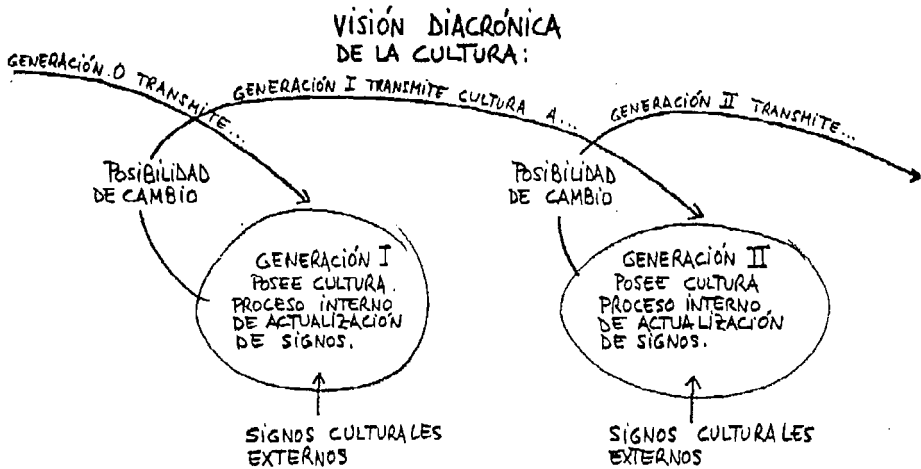 VISIÓN DIACRÓNICA
DE LA CULTURA:
GENERACIÓN O TRANSMITE...
GENERACIÓN I TRANSMITE CULTURA A...
GENERACIÓN II TRANSMITE...
POSIBILIDAD
DE CAMBIO
POSIBILIDAD
DE CAMBIO
GENERACIÓN I
POSEE CULTURA.
PROCESO INTERNO
DE ACTUALIZACIÓN
DE SIGNOS.
GENERACIÓN II
POSEE CULTURA
PROCESO INTERNO
DE ACTUALIZACIÓN
DE SIGNOS.
SIGNOS CULTURALES
EXTERNOS
SIGNOS CULTURALES
EXTERNOS